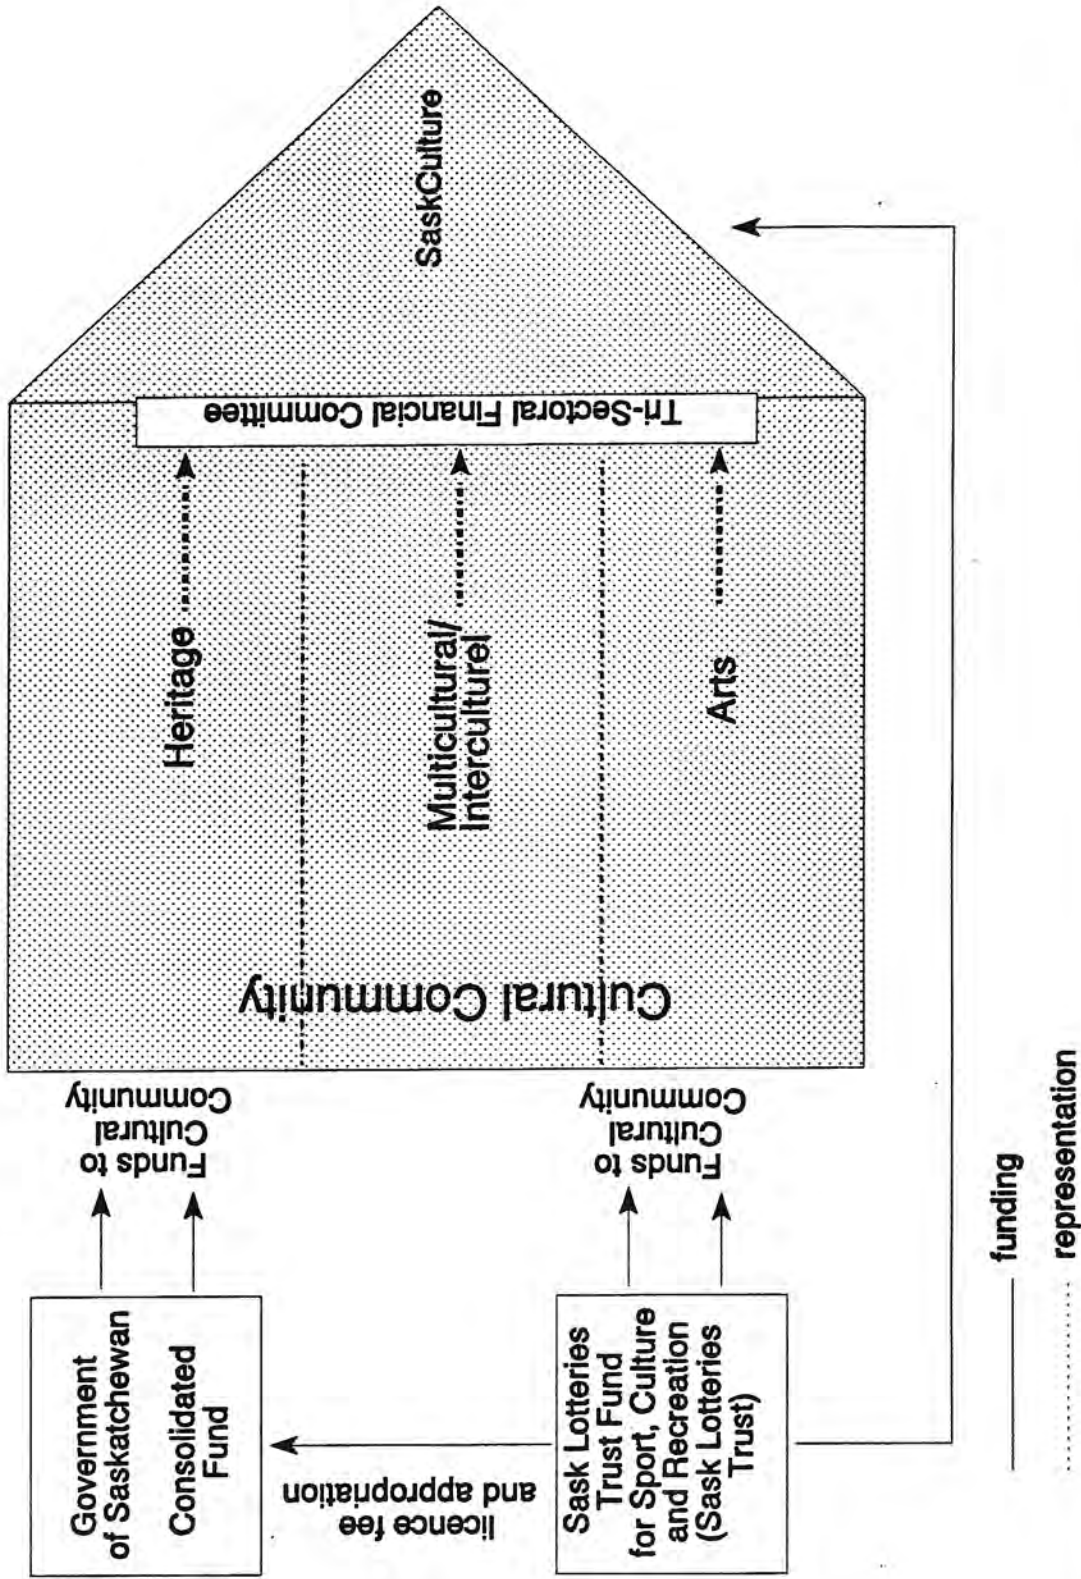 Government
of Saskatchewan
Consolidated
Fund
Funds to
Cultural
Community
licence fee
and appropriation
Sask Lotteries
Trust Fund
for Sport, Culture
and Recreation
(Sask Lotteries
Trust)
Funds to
Cultural
Community
Cultural Community
Heritage
Multicultural/
Interculturel
Arts
Tri-Sectoral Financial Committee
SaskCulture
funding
representation